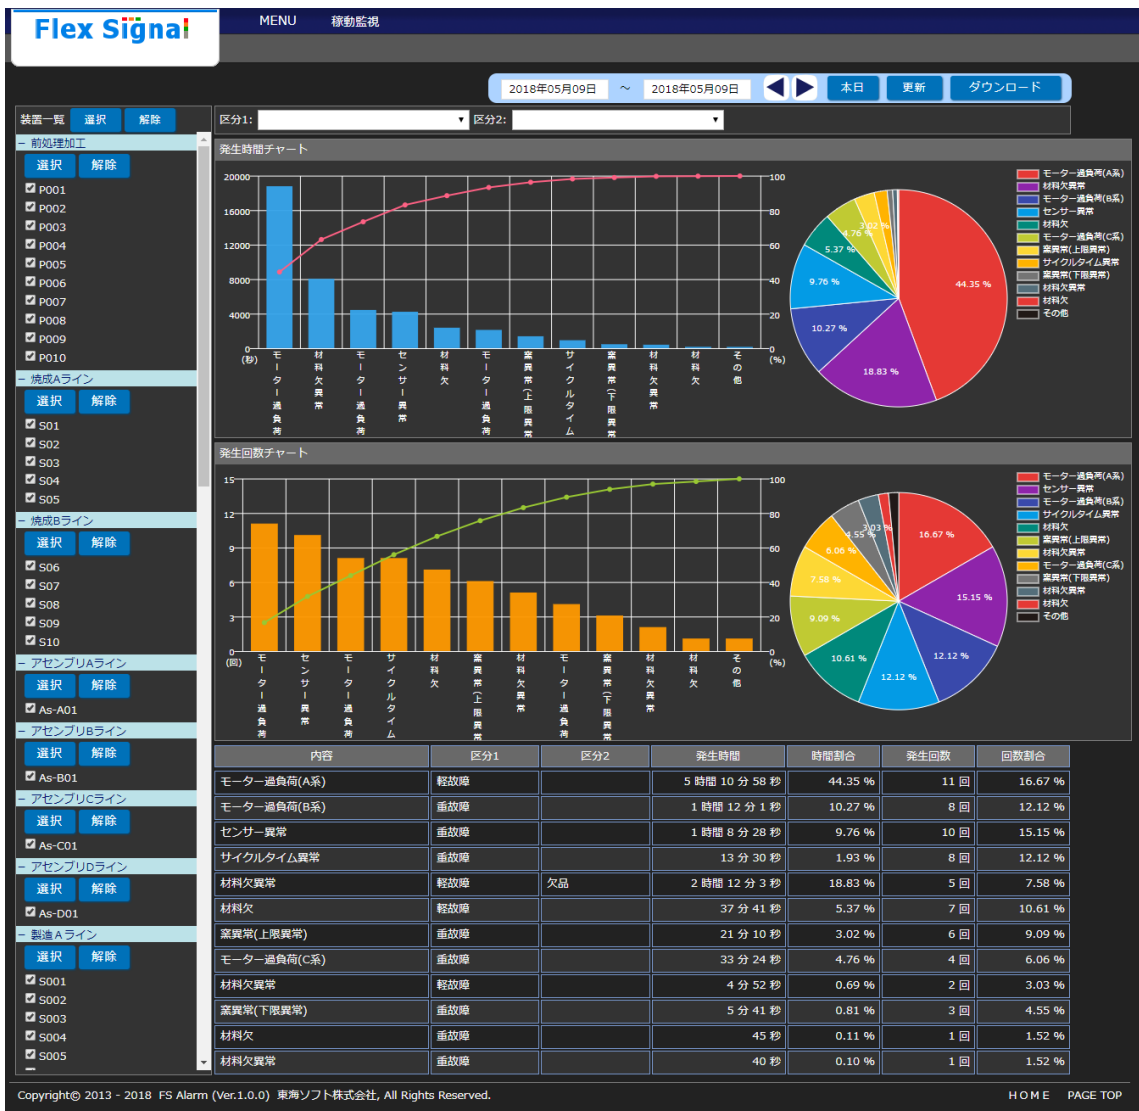 Flex Signal
MENU 稼動監視
2018年05月09日 ～ 2018年05月09日 本日 更新 ダウンロード
装置一覧 選択 解除
区分1: 区分2:
− 前処理加工
選択 解除
P001
P002
P003
P004
P005
P006
P007
P008
P009
P010
− 焼成Aライン
選択 解除
S01
S02
S03
S04
S05
− 焼成Bライン
選択 解除
S06
S07
S08
S09
S10
− アセンブリAライン
選択 解除
As-A01
− アセンブリBライン
選択 解除
As-B01
− アセンブリCライン
選択 解除
As-C01
− アセンブリDライン
選択 解除
As-D01
− 製造Aライン
選択 解除
S001
S002
S003
S004
S005
発生時間チャート
20000
16000
12000
8000
4000
0
(秒)
100
80
60
40
20
0
(%)
モーター過負荷
材料欠異常
モーター過負荷
センサー異常
材料欠
モーター過負荷
窯異常(上限異常
サイクルタイム
窯異常(下限異常
材料欠異常
材料欠
その他
44.35 %
18.83 %
10.27 %
9.76 %
5.37 %
4.76 %
3.02 %
モーター過負荷(A系)
材料欠異常
モーター過負荷(B系)
センサー異常
材料欠
モーター過負荷(C系)
窯異常(上限異常)
サイクルタイム異常
窯異常(下限異常)
材料欠異常
材料欠
その他
発生回数チャート
15
12
9
6
3
0
(回)
100
80
60
40
20
0
(%)
モーター過負荷
センサー異常
モーター過負荷
サイクルタイム
材料欠
窯異常(上限異常
材料欠異常
モーター過負荷
窯異常(下限異常
材料欠異常
材料欠
その他
16.67 %
15.15 %
12.12 %
12.12 %
10.61 %
9.09 %
7.58 %
6.06 %
4.55 %
3.03 %
モーター過負荷(A系)
センサー異常
モーター過負荷(B系)
サイクルタイム異常
材料欠
窯異常(上限異常)
材料欠異常
モーター過負荷(C系)
窯異常(下限異常)
材料欠異常
材料欠
その他
内容 区分1 区分2 発生時間 時間割合 発生回数 回数割合
モーター過負荷(A系) 軽故障 5 時間 10 分 58 秒 44.35 % 11 回 16.67 %
モーター過負荷(B系) 重故障 1 時間 12 分 1 秒 10.27 % 8 回 12.12 %
センサー異常 重故障 1 時間 8 分 28 秒 9.76 % 10 回 15.15 %
サイクルタイム異常 重故障 13 分 30 秒 1.93 % 8 回 12.12 %
材料欠異常 軽故障 欠品 2 時間 12 分 3 秒 18.83 % 5 回 7.58 %
材料欠 軽故障 37 分 41 秒 5.37 % 7 回 10.61 %
窯異常(上限異常) 重故障 21 分 10 秒 3.02 % 6 回 9.09 %
モーター過負荷(C系) 重故障 33 分 24 秒 4.76 % 4 回 6.06 %
材料欠異常 軽故障 4 分 52 秒 0.69 % 2 回 3.03 %
窯異常(下限異常) 重故障 5 分 41 秒 0.81 % 3 回 4.55 %
材料欠 重故障 45 秒 0.11 % 1 回 1.52 %
材料欠異常 重故障 40 秒 0.10 % 1 回 1.52 %
Copyright© 2013 - 2018 FS Alarm (Ver.1.0.0) 東海ソフト株式会社, All Rights Reserved.
HOME PAGE TOP